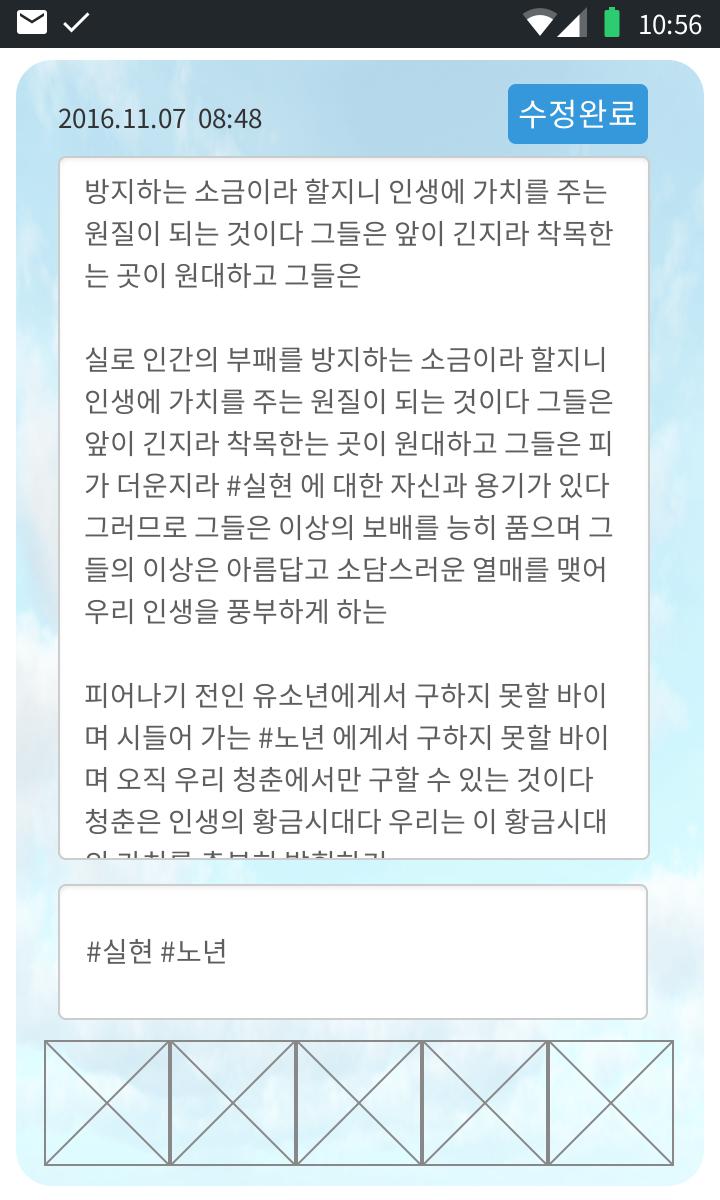 10:56
2016.11.07 08:48
수정완료
방지하는 소금이라 할지니 인생에 가치를 주는
원질이 되는 것이다 그들은 앞이 긴지라 착목한
는 곳이 원대하고 그들은
실로 인간의 부패를 방지하는 소금이라 할지니
인생에 가치를 주는 원질이 되는 것이다 그들은
앞이 긴지라 착목한는 곳이 원대하고 그들은 피
가 더운지라 #실현 에 대한 자신과 용기가 있다
그러므로 그들은 이상의 보배를 능히 품으며 그
들의 이상은 아름답고 소담스러운 열매를 맺어
우리 인생을 풍부하게 하는
피어나기 전인 유소년에게서 구하지 못할 바이
며 시들어 가는 #노년 에게서 구하지 못할 바이
며 오직 우리 청춘에서만 구할 수 있는 것이다
청춘은 인생의 황금시대다 우리는 이 황금시대
#실현 #노년